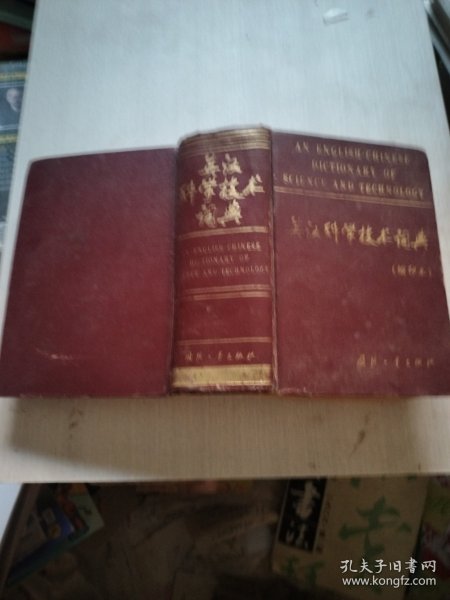 英汉
科学技术
词典
AN ENGLISH-CHINESE
DICTIONARY OF
SCIENCE AND TECHNOLOGY
国防工业出版社
AN ENGLISH-CHINESE
DICTIONARY OF
SCIENCE AND TECHNOLOGY
英汉科学技术词典
(缩印本)
国防工业出版社
孔夫子旧书网
www.kongfz.com